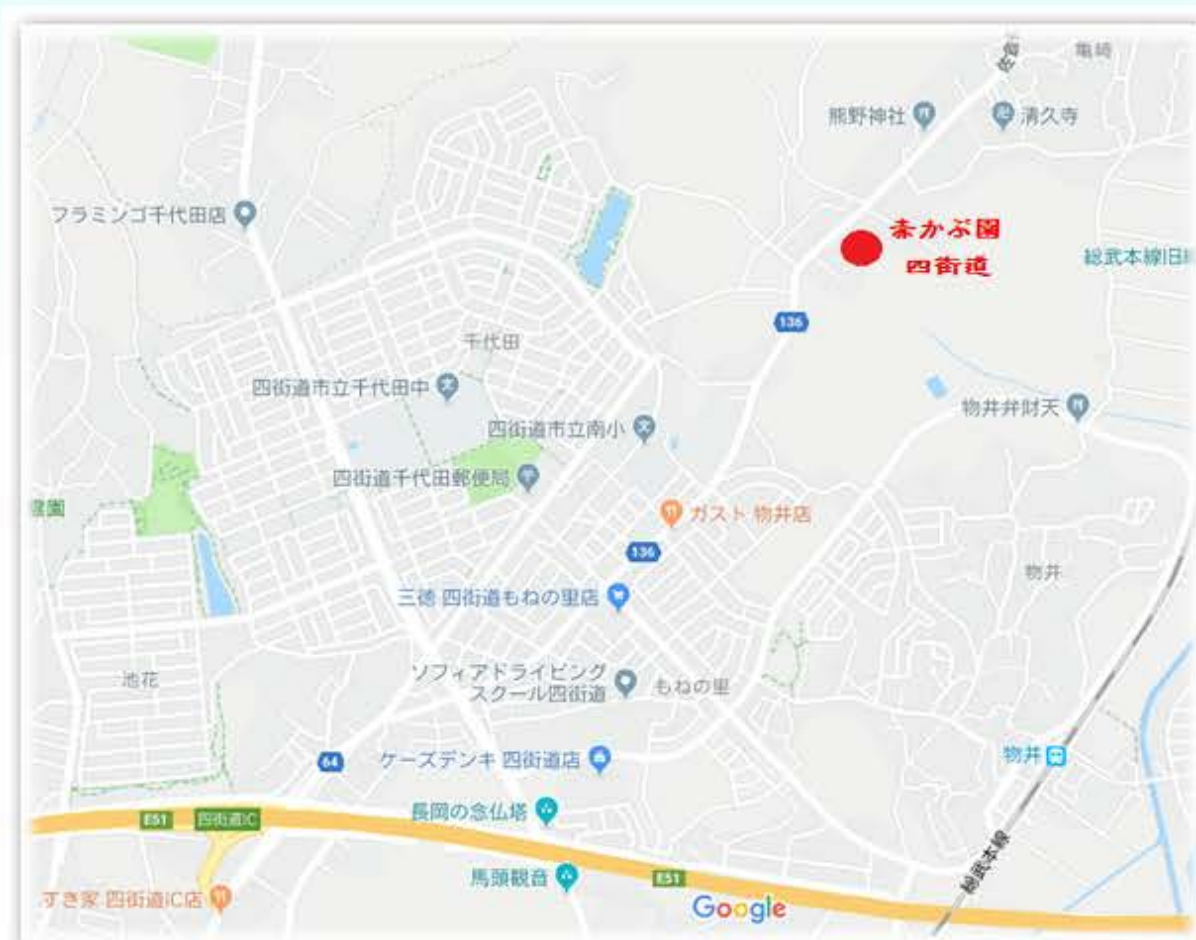 亀崎
熊野神社
清久寺
フラミンゴ千代田店
赤かぶ園
四街道
総武本線旧
136
千代田
四街道市立千代田中
四街道市立南小
物井弁財天
四街道千代田郵便局
ガスト 物井店
136
物井
三徳 四街道もねの里店
池花
ソフィアドライビング
スクール四街道
もねの里
64
ケーズデンキ 四街道店
物井
長岡の念仏塔
E51
四街道IC
総武本線
馬頭観音
E51
すき家 四街道IC店
Google